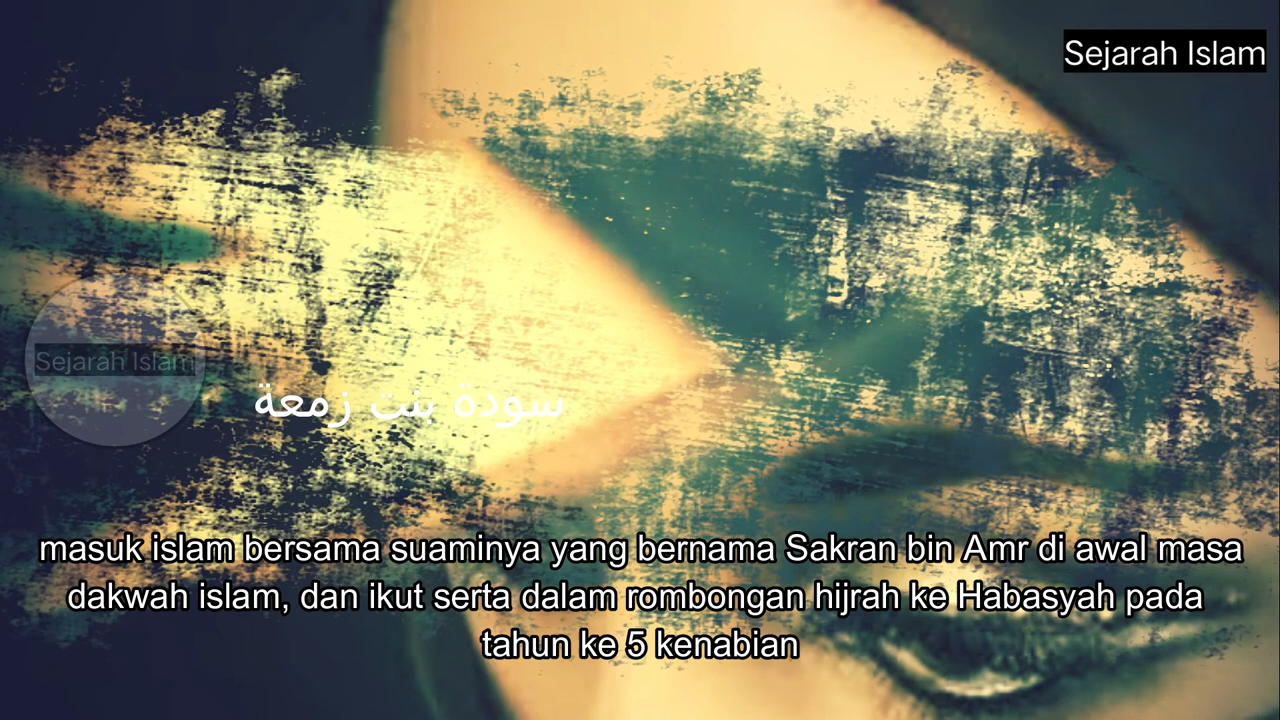 Sejarah Islam
Sejarah Islam
سودة بنت زمعة
masuk islam bersama suaminya yang bernama Sakran bin Amr di awal masa
dakwah islam, dan ikut serta dalam rombongan hijrah ke Habasyah pada
tahun ke 5 kenabian